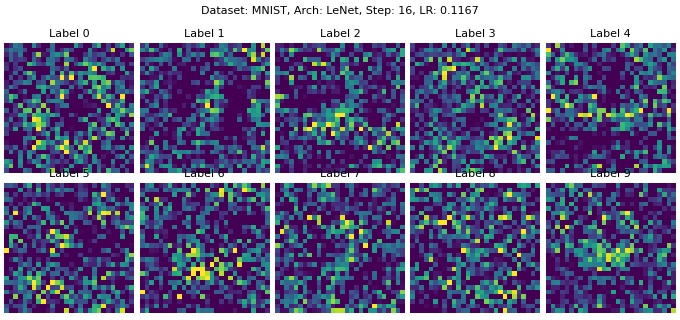 Dataset: MNIST, Arch: LeNet, Step: 16, LR: 0.1167
Label 0 Label 1 Label 2 Label 3 Label 4
Label 5 Label 6 Label 7 Label 8 Label 9